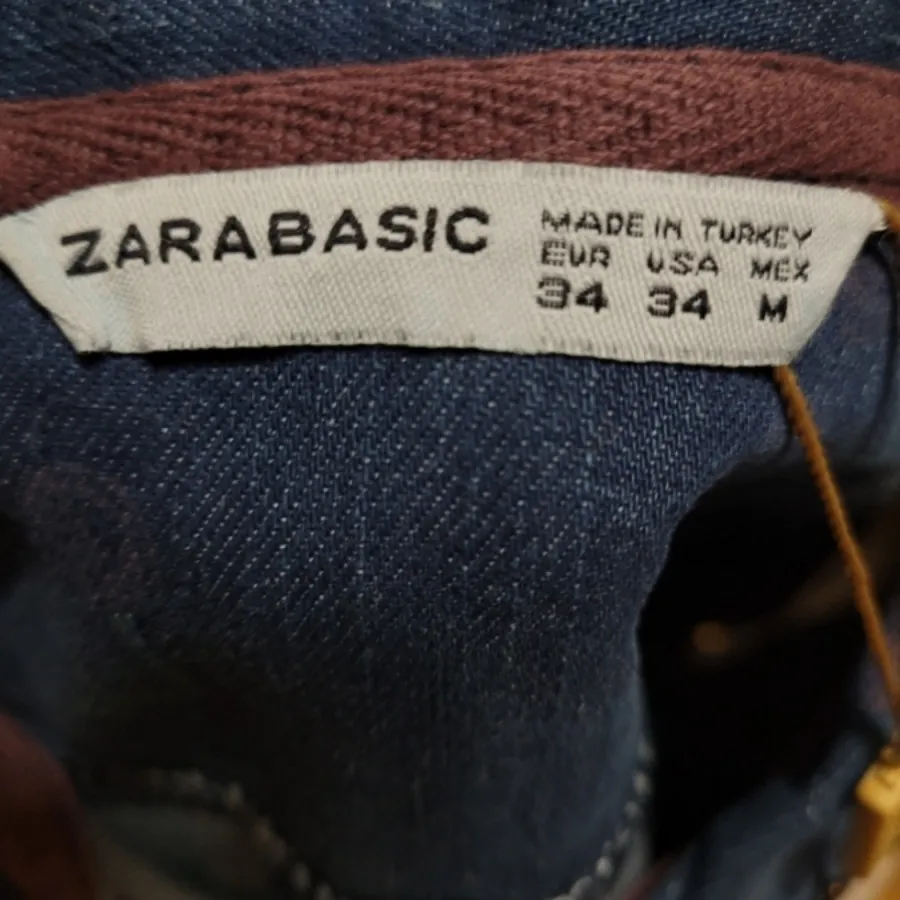 ZARABASIC
MADE IN TURKEY
EUR USA MEX
34 34 M